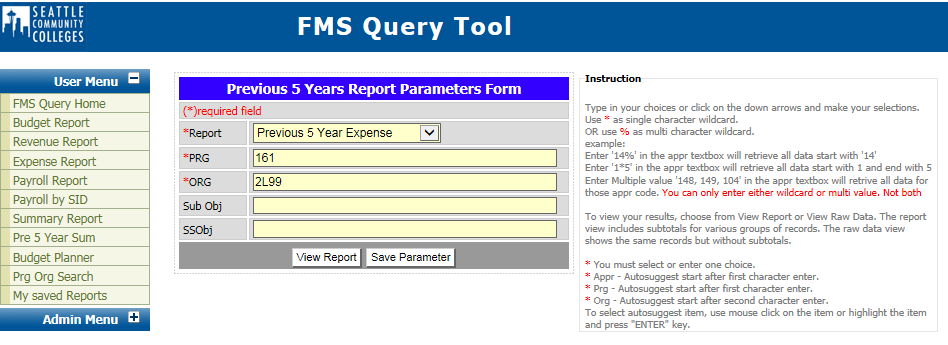 SEATTLE
COMMUNITY
COLLEGES
FMS Query Tool
User Menu
FMS Query Home
Budget Report
Revenue Report
Expense Report
Payroll Report
Payroll by SID
Summary Report
Pre 5 Year Sum
Budget Planner
Prg Org Search
My saved Reports
Admin Menu
Previous 5 Years Report Parameters Form
(*)required field
*Report Previous 5 Year Expense
*PRG 161
*ORG 2L99
Sub Obj
SSObj
View Report Save Parameter
Instruction
Type in your choices or click on the down arrows and make your selections.
Use * as single character wildcard.
OR use % as multi character wildcard.
example:
Enter '14%' in the appr textbox will retrieve all data start with '14'
Enter '1*5' in the appr textbox will retrieve all data start with 1 and end with 5
Enter Multiple value '148, 149, 104' in the appr textbox will retrive all data for
those appr code. You can only enter either wildcard or multi value. Not both
To view your results, choose from View Report or View Raw Data. The report
view includes subtotals for various groups of records. The raw data view
shows the same records but without subtotals.
* You must select or enter one choice.
* Appr - Autosuggest start after first character enter.
* Prg - Autosuggest start after first character enter.
* Org - Autosuggest start after second character enter.
To select autosuggest item, use mouse click on the item or highlight the item
and press "ENTER" key.